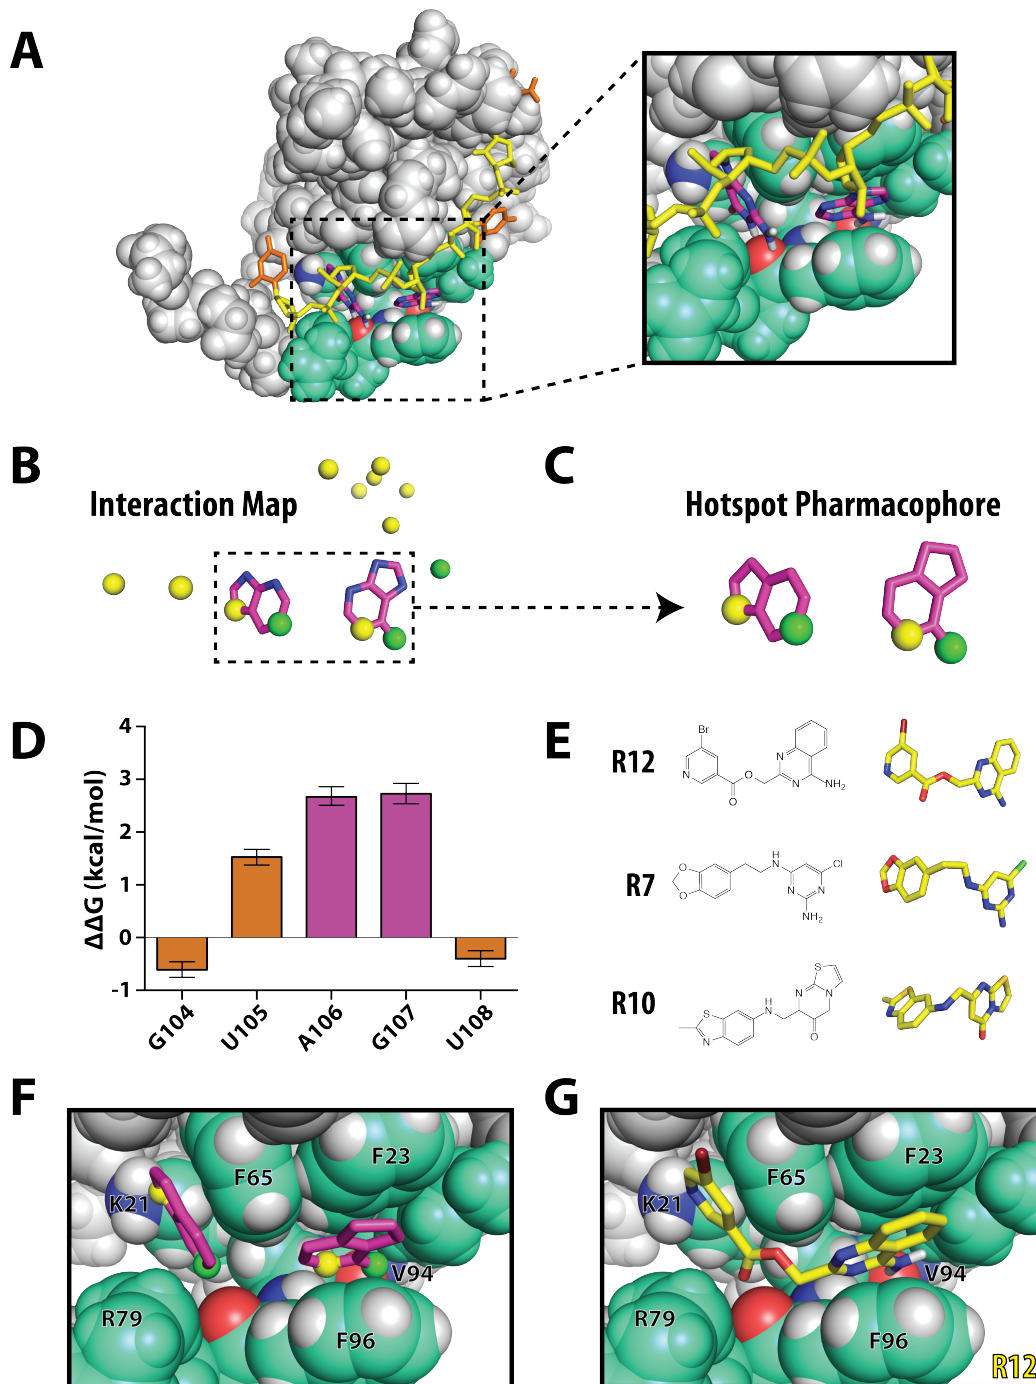 A
B
Interaction Map
C
Hotspot Pharmacophore
D
ΔΔG (kcal/mol)
4
3
2
1
0
-1
G104
U105
A106
G107
U108
E
R12
Br
N
O
O
N
N
NH₂
R7
O
O
H
N
Cl
N
N
NH₂
R10
S
N
H
N
N
S
N
O
F
K21
F65
F23
V94
R79
F96
G
K21
F65
F23
V94
R79
F96
R12